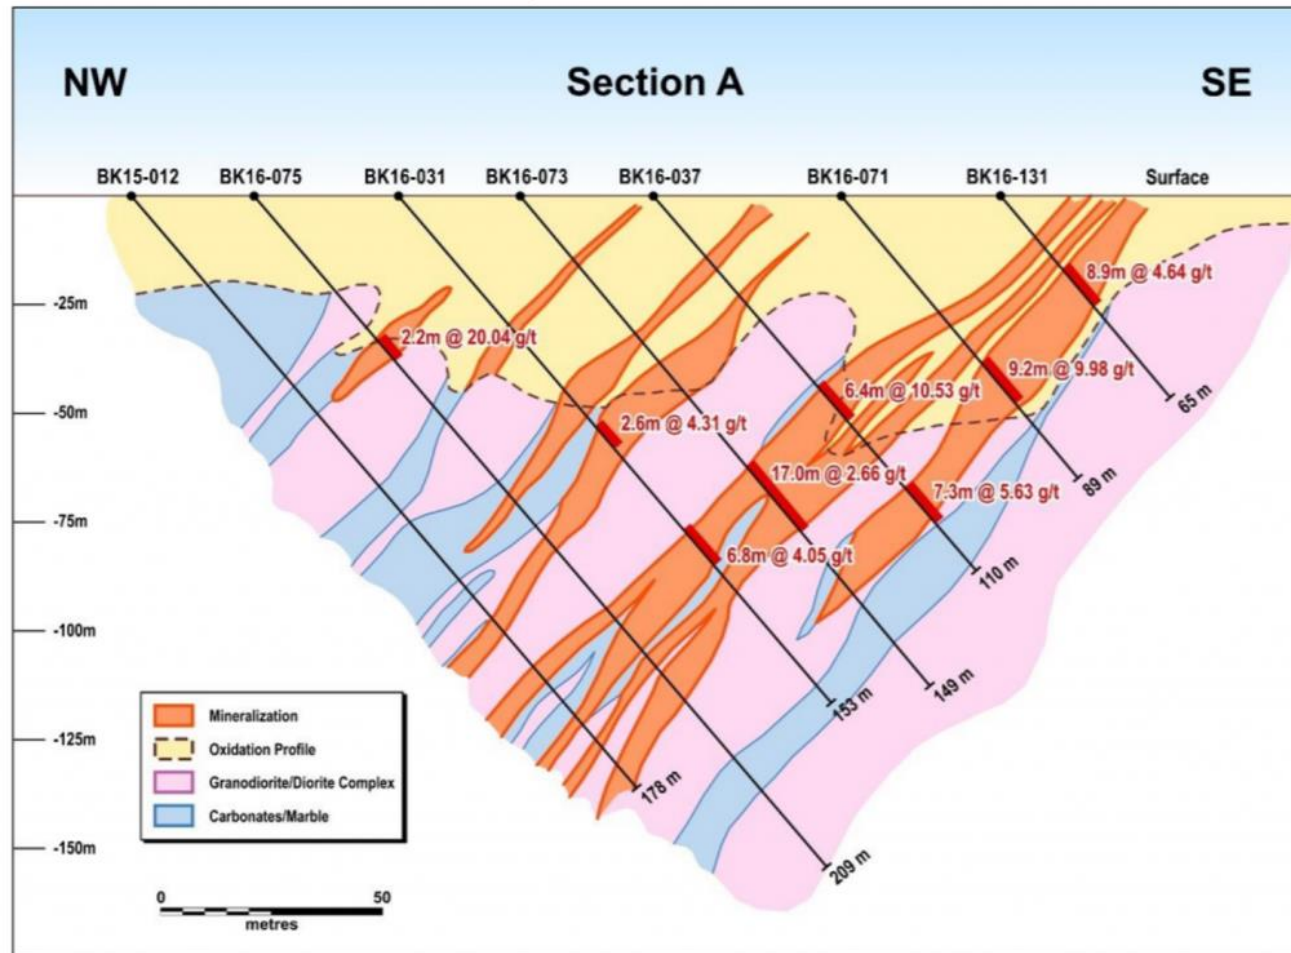 NW
Section A
SE
BK15-012
BK16-075
BK16-031
BK16-073
BK16-037
BK16-071
BK16-131
Surface
8.9m @ 4.64 g/t
-25m
2.2m @ 20.04 g/t
9.2m @ 9.98 g/t
6.4m @ 10.53 g/t
65 m
-50m
2.6m @ 4.31 g/t
17.0m @ 2.66 g/t
89 m
7.3m @ 5.63 g/t
-75m
6.8m @ 4.05 g/t
110 m
-100m
149 m
153 m
Mineralization
-125m
Oxidation Profile
178 m
Granodiorite/Diorite Complex
Carbonates/Marble
-150m
209 m
0 50
metres